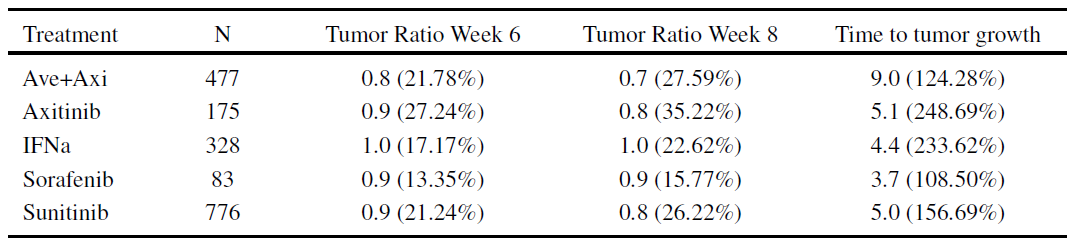 Treatment N Tumor Ratio Week 6 Tumor Ratio Week 8 Time to tumor growth
Ave+Axi 477 0.8 (21.78%) 0.7 (27.59%) 9.0 (124.28%)
Axitinib 175 0.9 (27.24%) 0.8 (35.22%) 5.1 (248.69%)
IFNa 328 1.0 (17.17%) 1.0 (22.62%) 4.4 (233.62%)
Sorafenib 83 0.9 (13.35%) 0.9 (15.77%) 3.7 (108.50%)
Sunitinib 776 0.9 (21.24%) 0.8 (26.22%) 5.0 (156.69%)